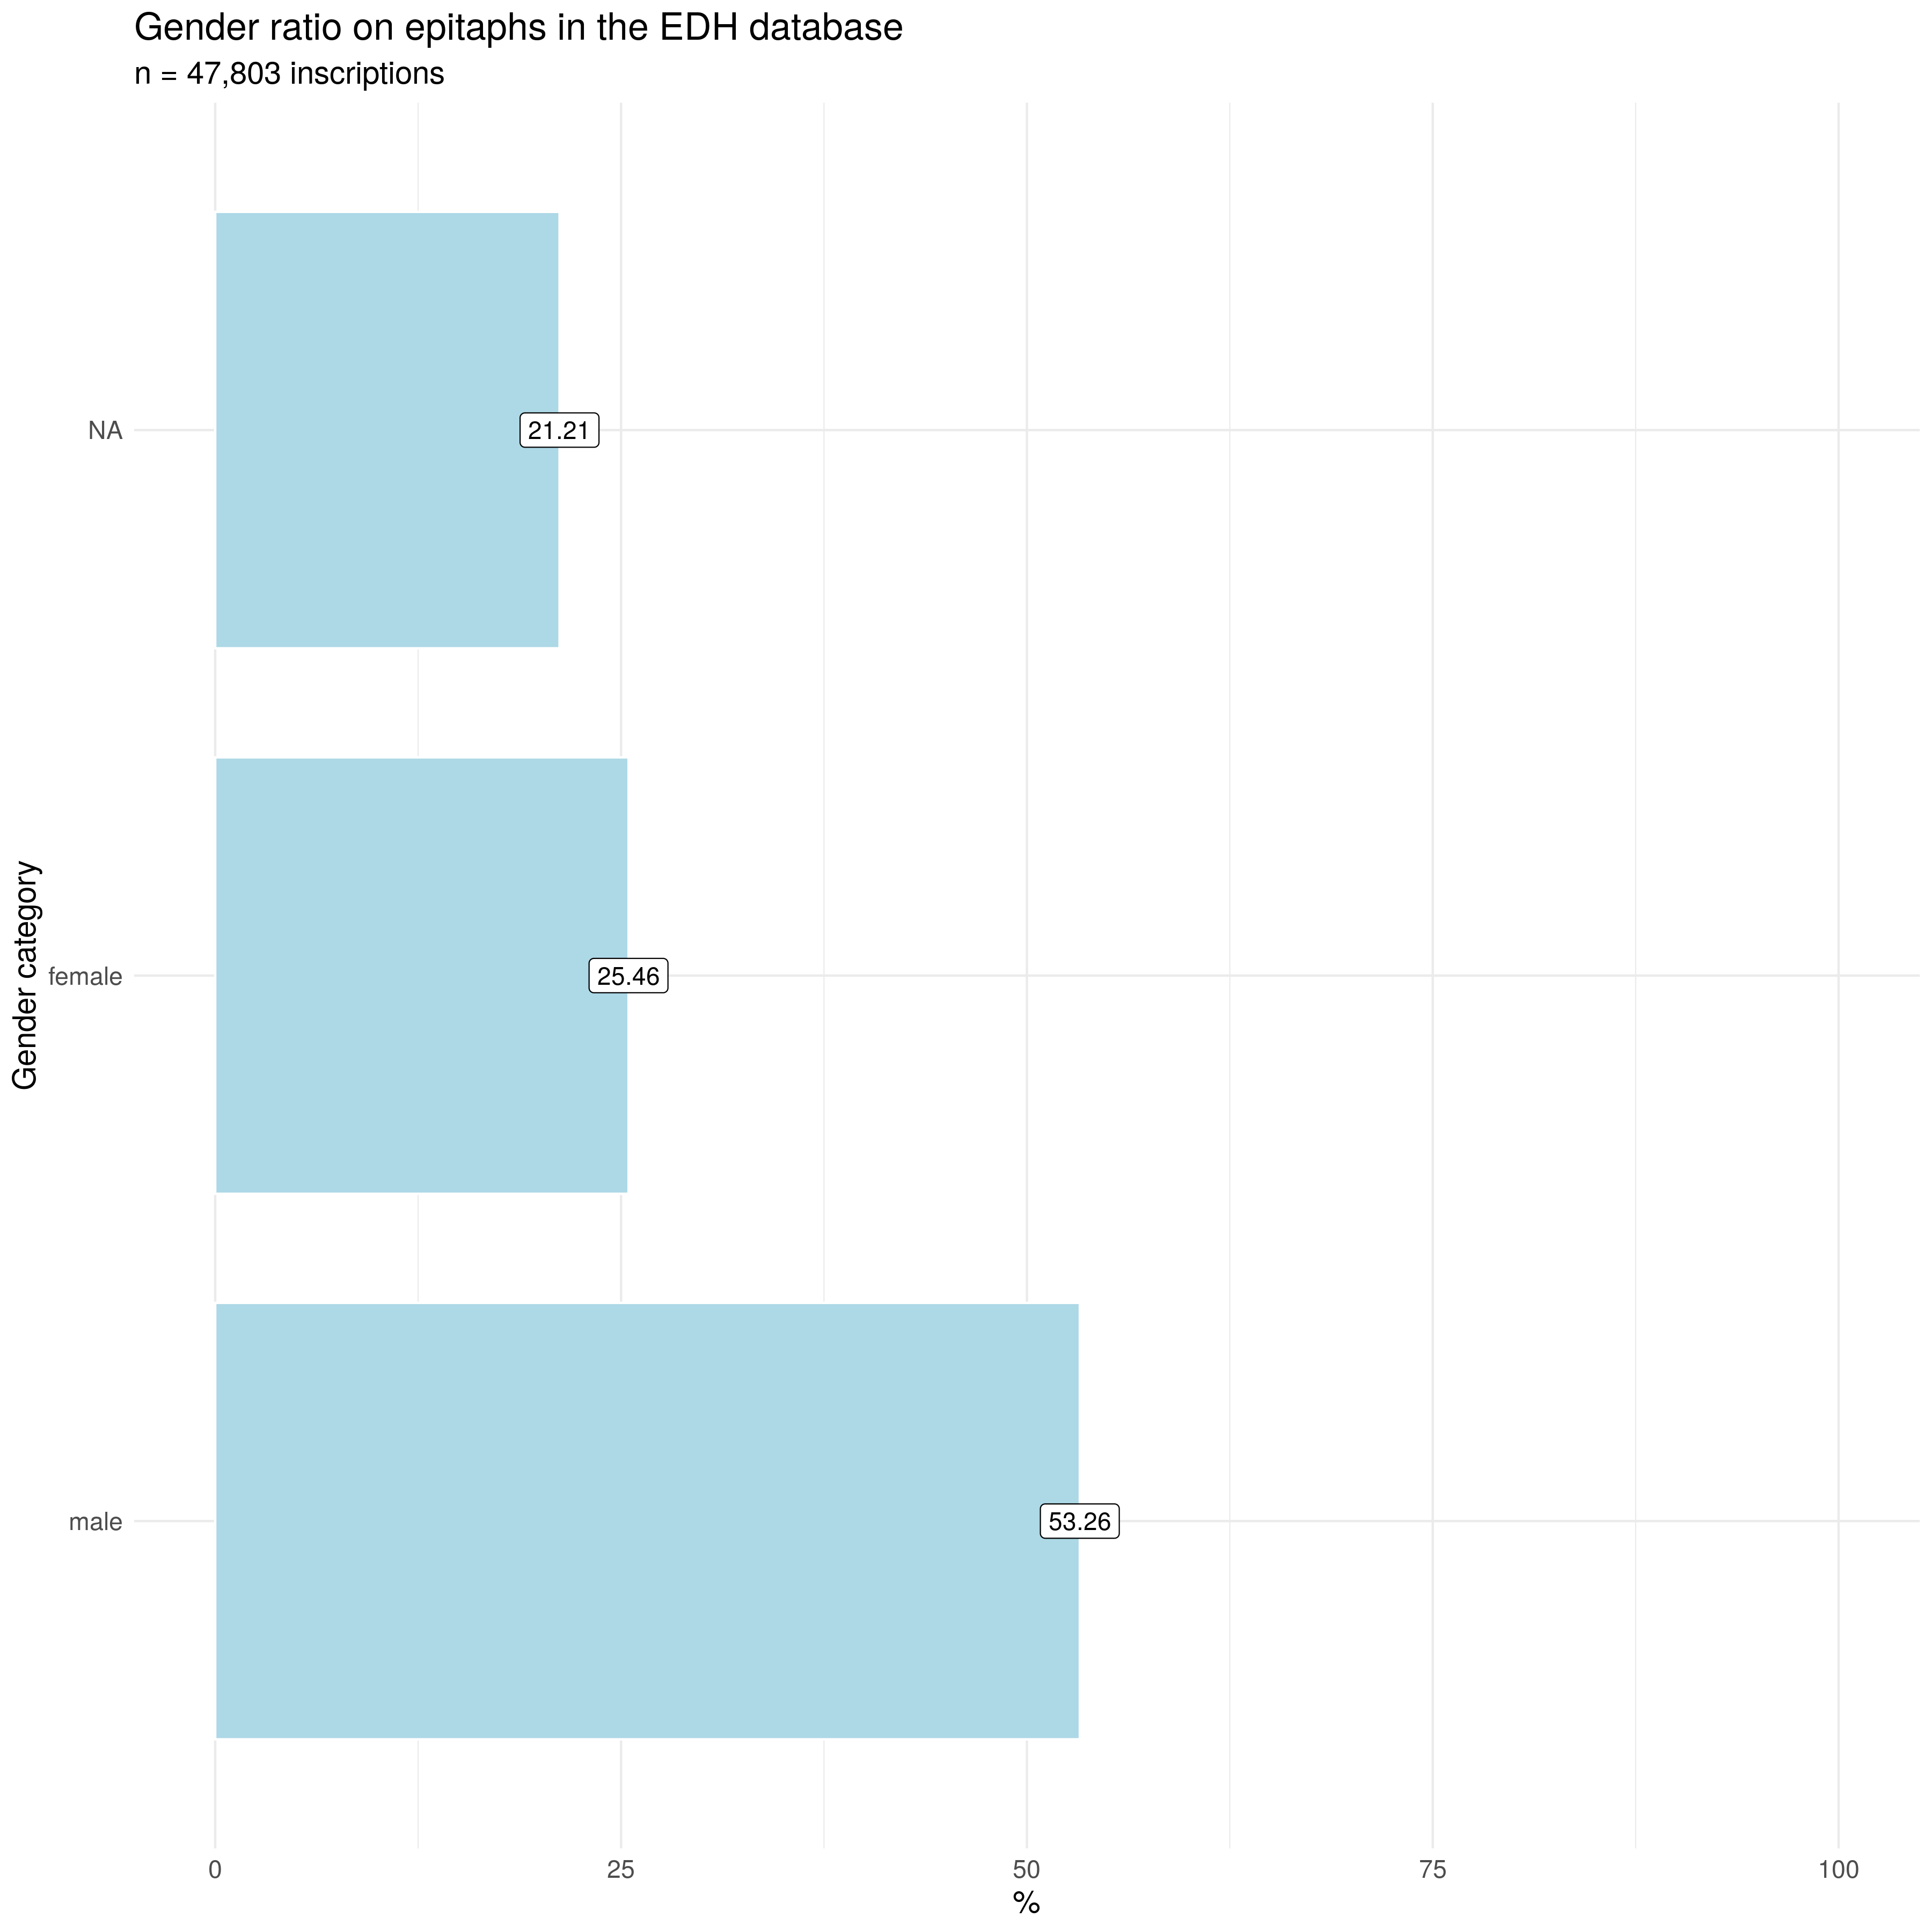 Gender ratio on epitaphs in the EDH database
n = 47,803 inscriptions
Gender category
NA
21.21
female
25.46
male
53.26
0 25 50 75 100
%